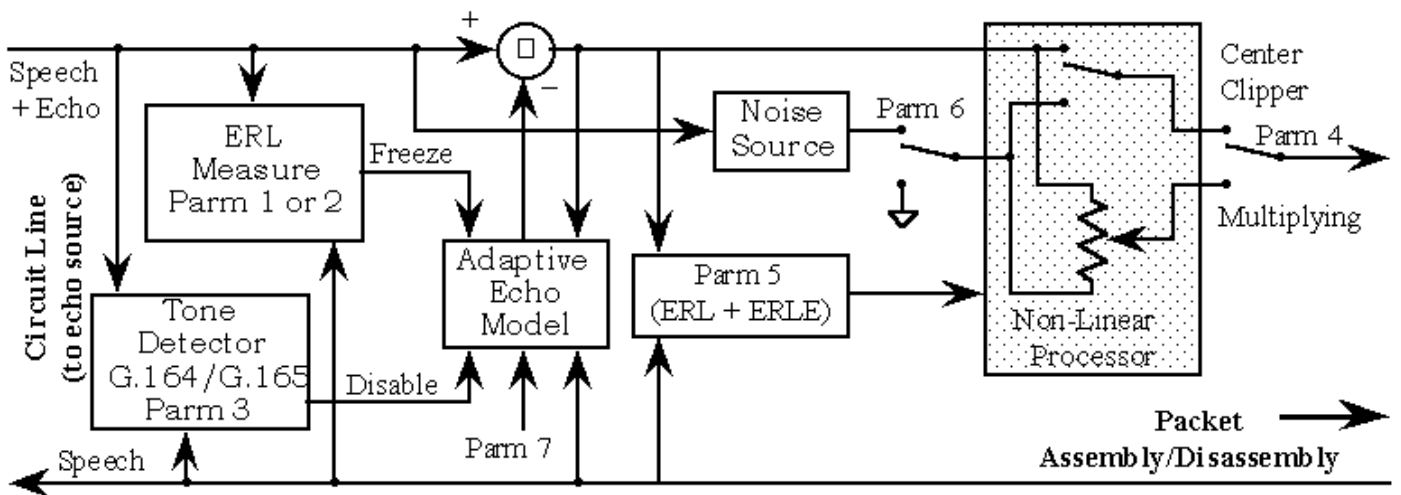 +
Speech
+ Echo
−
ERL
Measure
Parm 1 or 2
Freeze
Noise
Source
Parm 6
Center
Clipper
Parm 4
Multiplying
Circuit Line
(to echo source)
Tone
Detector
G.164/G.165
Parm 3
Disable
Adaptive
Echo
Model
Parm 7
Parm 5
(ERL + ERLE)
Non-Linear
Processor
Packet
Assembly/Disassembly
Speech